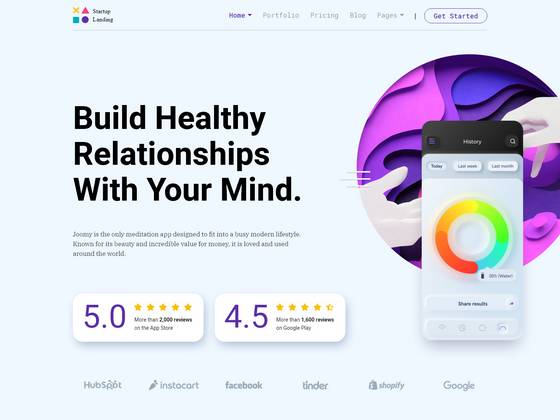 Startup
Landing
Home
Portfolio
Pricing
Blog
Pages
|
Get Started
Build Healthy
Relationships
With Your Mind.
Joomy is the only meditation app designed to fit into a busy modern lifestyle.
Known for its beauty and incredible value for money, it is loved and used
around the world.
History
Today
Last week
Last month
35% (Water)
Share results
5.0
More than 2,000 reviews
on the App Store
4.5
More than 1,600 reviews
on Google Play
HubSpot
instacart
facebook
tinder
shopify
Google